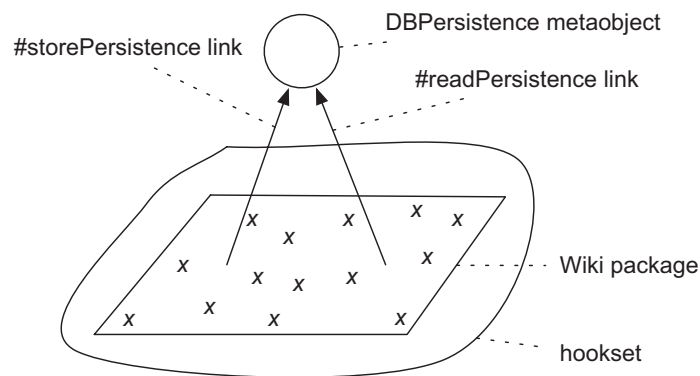 DBPersistence metaobject
#storePersistence link
#readPersistence link
x x x x x
x x
x x x x
x x x x
Wiki package
hookset